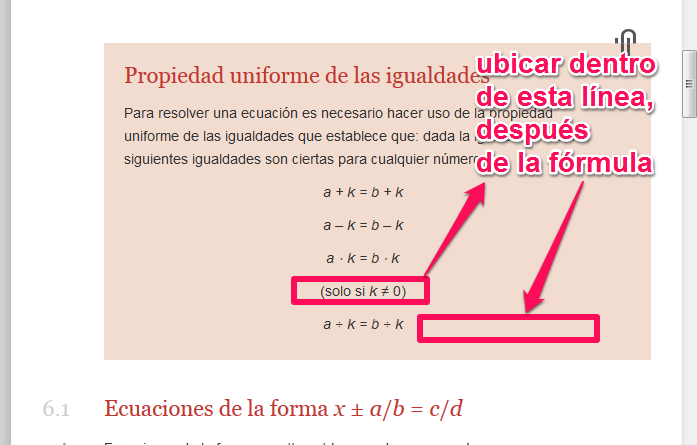 Propiedad uniforme de las igualdades
ubicar dentro
de esta línea,
después
de la fórmula
Para resolver una ecuación es necesario hacer uso de la propiedad
uniforme de las igualdades que establece que: dada la
siguientes igualdades son ciertas para cualquier número
a + k = b + k
a – k = b – k
a · k = b · k
(solo si k ≠ 0)
a ÷ k = b ÷ k
6.1 Ecuaciones de la forma x ± a/b = c/d